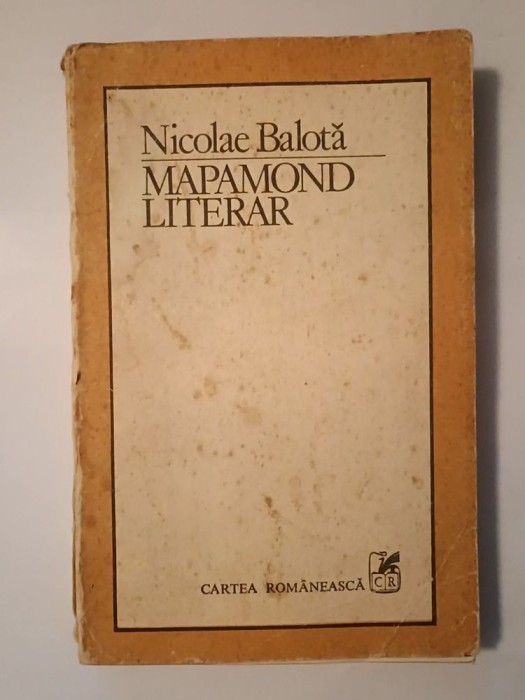 Nicolae Balotă
MAPAMOND
LITERAR
CARTEA ROMÂNEASCĂ
CR